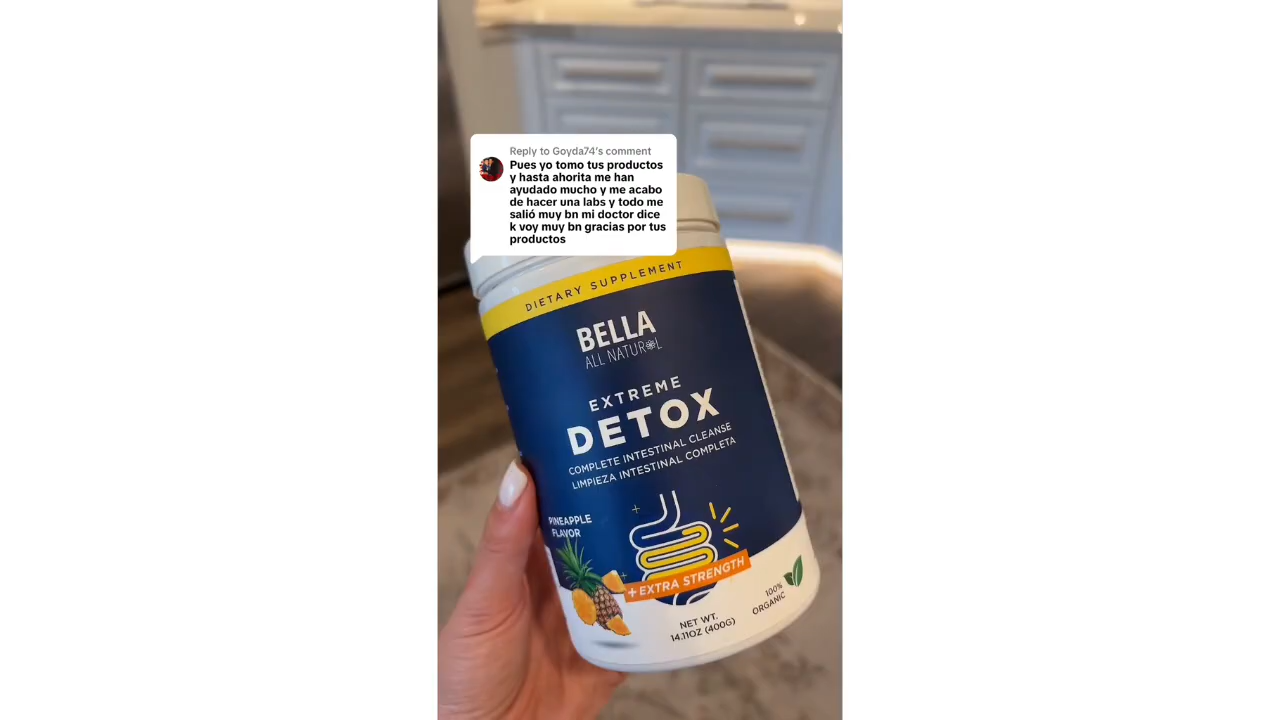 Reply to Goyda74's comment
Pues yo tomo tus productos
y hasta ahorita me han
ayudado mucho y me acabo
de hacer una labs y todo me
salió muy bn mi doctor dice
k voy muy bn gracias por tus
productos
DIETARY SUPPLEMENT
BELLA
ALL NATURAL
EXTREME
DETOX
COMPLETE INTESTINAL CLEANSE
LIMPIEZA INTESTINAL COMPLETA
PINEAPPLE
FLAVOR
+ EXTRA STRENGTH
100%
ORGANIC
NET WT.
14.11OZ (400G)